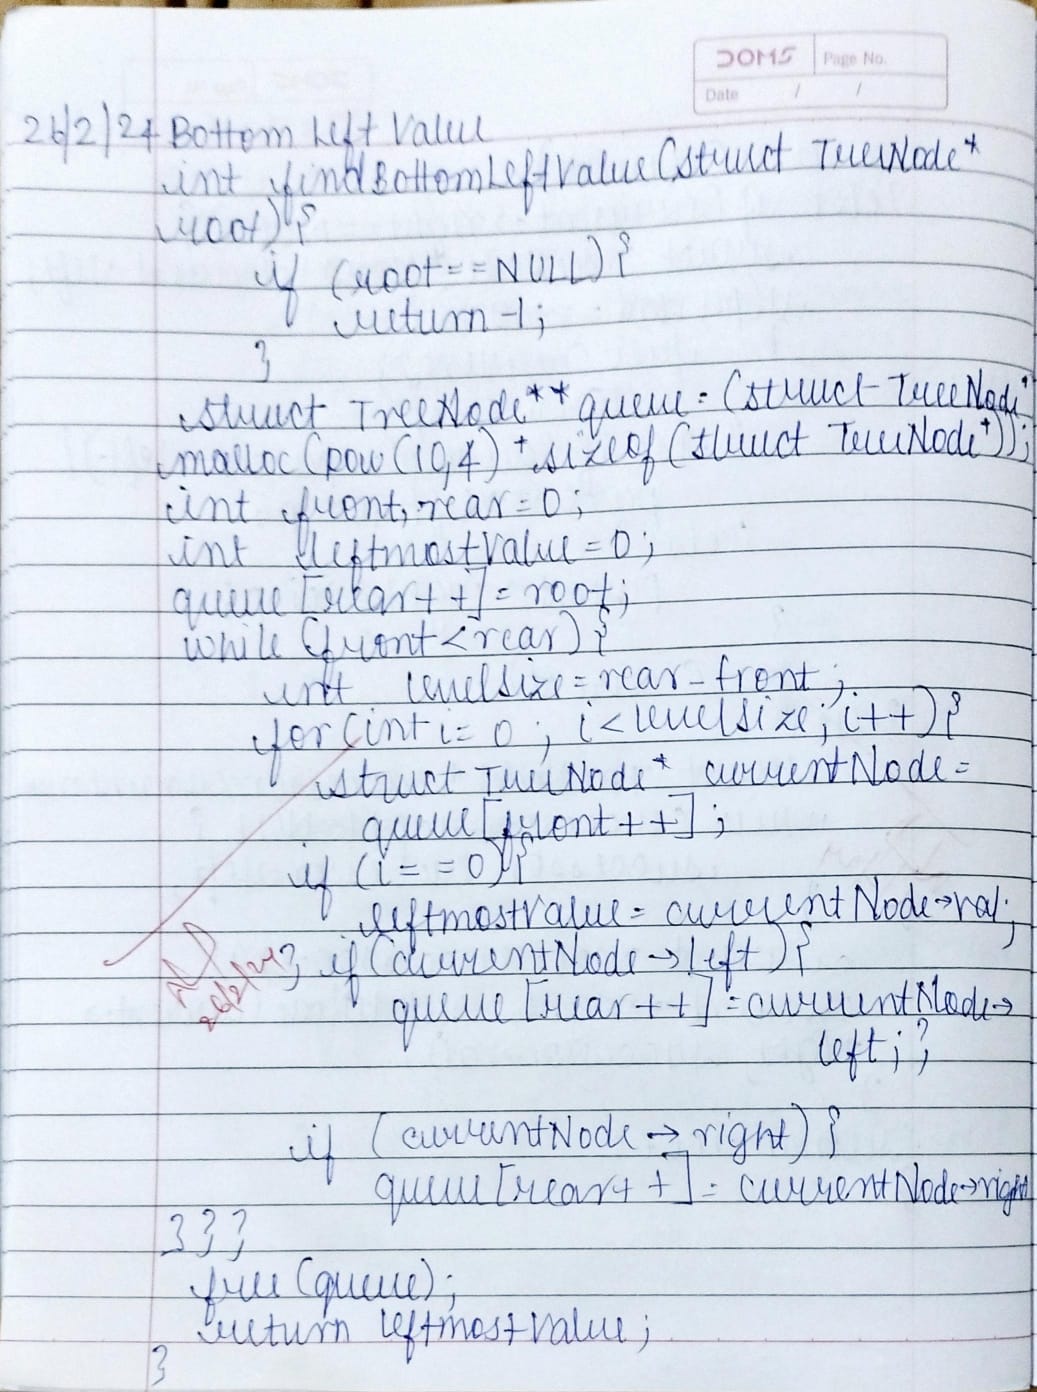 DOMS Page No.
Date / /
26/2/24 Bottom Left Value
int findBottomLeftValue(struct TreeNode*
root){
if (root==NULL){
return -1;
}
struct TreeNode** queue = (struct TreeNode*
malloc(pow(10,4) * sizeof(struct TreeNode*));
int front, rear=0;
int leftmostValue=0;
queue[rear++]=root;
while (front<rear){
int levelsize=rear-front;
for(int i=0; i<levelsize; i++){
struct TreeNode* currentNode=
queue[front++];
if (i==0){
leftmostValue= currentNode→val;
} if(currentNode→left){
queue[rear++]=currentNode→
left;}
if (currentNode→right){
queue[rear++]= currentNode→right
}}}
free(queue);
return leftmostvalue;
}